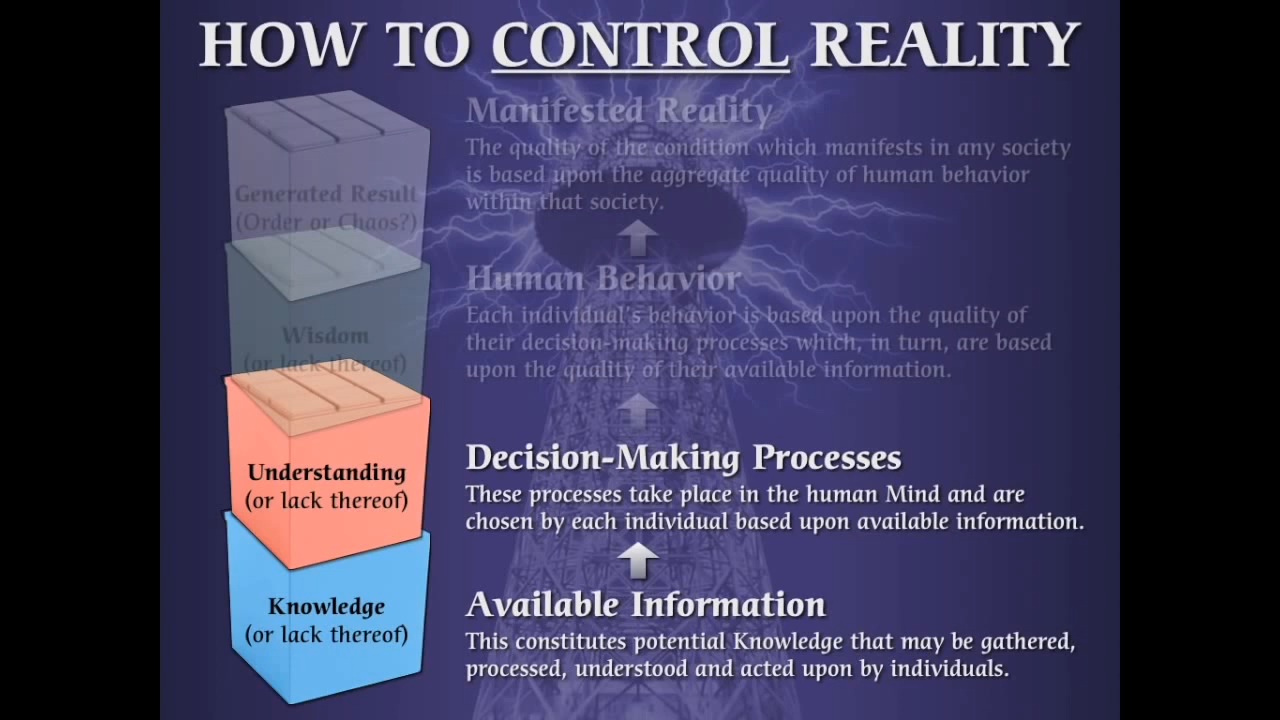 HOW TO CONTROL REALITY
Generated Result
(Order or Chaos?)
Manifested Reality
The quality of the condition which manifests in any society
is based upon the aggregate quality of human behavior
within that society.
Wisdom
(or lack thereof)
Human Behavior
Each individual's behavior is based upon the quality of
their decision-making processes which, in turn, are based
upon the quality of their available information.
Understanding
(or lack thereof)
Decision-Making Processes
These processes take place in the human Mind and are
chosen by each individual based upon available information.
Knowledge
(or lack thereof)
Available Information
This constitutes potential Knowledge that may be gathered,
processed, understood and acted upon by individuals.